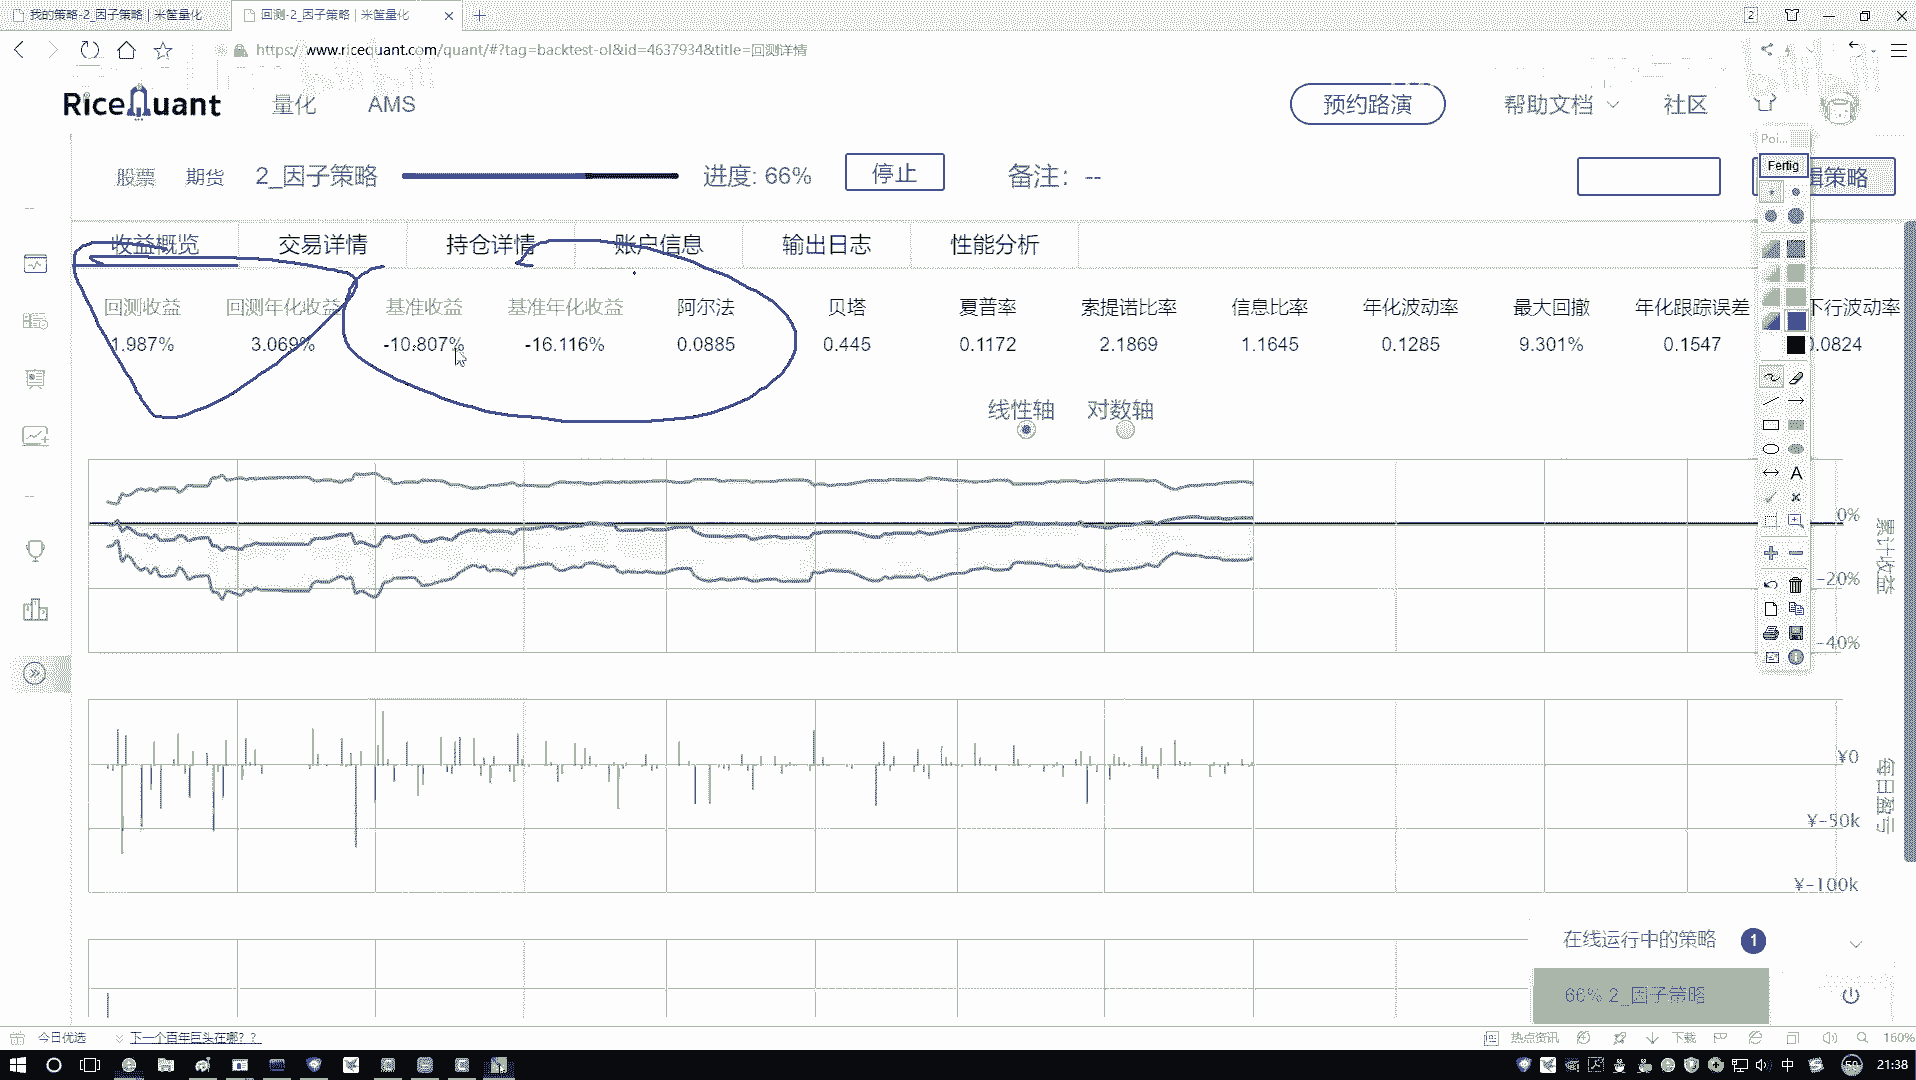 我的策略-2_因子策略 | 米筐量化
回测-2_因子策略 | 米筐量化
2
https://www.ricequant.com/quant/#?tag=backtest-ol&id=4637934&title=回测详情
RiceQuant
量化
AMS
预约路演
帮助文档
社区
Poi...
Fertig
股票
期货
2_因子策略
进度: 66%
停止
备注: --
辑策略
收益概览
交易详情
持仓详情
账户信息
输出日志
性能分析
回测收益 回测年化收益 基准收益 基准年化收益 阿尔法 贝塔 夏普率 索提诺比率 信息比率 年化波动率 最大回撤 年化跟踪误差 下行波动率
1.987% 3.069% -10.807% -16.116% 0.0885 0.445 0.1172 2.1869 1.1645 0.1285 9.301% 0.1547 0.0824
线性轴 对数轴
A
0%
-20%
-40%
累计收益
¥0
¥-50k
¥-100k
每日盈亏
在线运行中的策略 1
66% 2_因子策略
今日优选
下一个百年巨头在哪？？
热点资讯
下载
160%
中
21:38